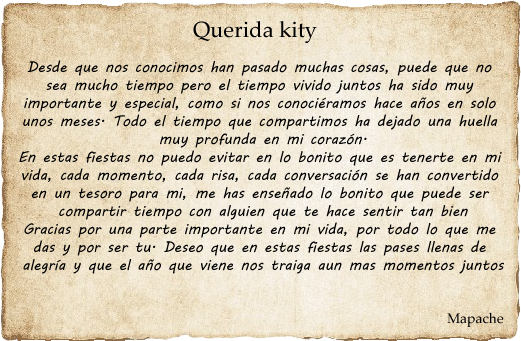 Querida kity
Desde que nos conocimos han pasado muchas cosas, puede que no
sea mucho tiempo pero el tiempo vivido juntos ha sido muy
importante y especial, como si nos conociéramos hace años en solo
unos meses. Todo el tiempo que compartimos ha dejado una huella
muy profunda en mi corazón.
En estas fiestas no puedo evitar en lo bonito que es tenerte en mi
vida, cada momento, cada risa, cada conversación se han convertido
en un tesoro para mi, me has enseñado lo bonito que puede ser
compartir tiempo con alguien que te hace sentir tan bien
Gracias por una parte importante en mi vida, por todo lo que me
das y por ser tu. Deseo que en estas fiestas las pases llenas de
alegría y que el año que viene nos traiga aun mas momentos juntos
Mapache